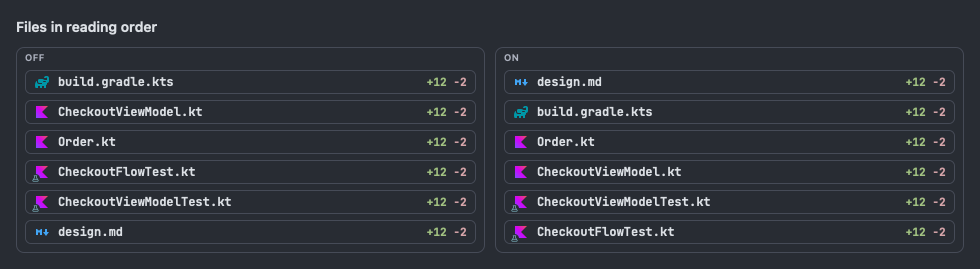 Files in reading order
OFF
build.gradle.kts +12 -2
CheckoutViewModel.kt +12 -2
Order.kt +12 -2
CheckoutFlowTest.kt +12 -2
CheckoutViewModelTest.kt +12 -2
design.md +12 -2
ON
design.md +12 -2
build.gradle.kts +12 -2
Order.kt +12 -2
CheckoutViewModel.kt +12 -2
CheckoutViewModelTest.kt +12 -2
CheckoutFlowTest.kt +12 -2